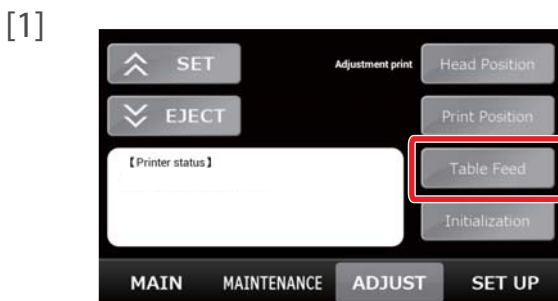 [1]
SET
Adjustment print
Head Position
EJECT
Print Position
【Printer status】
Table Feed
Initialization
MAIN MAINTENANCE ADJUST SET UP